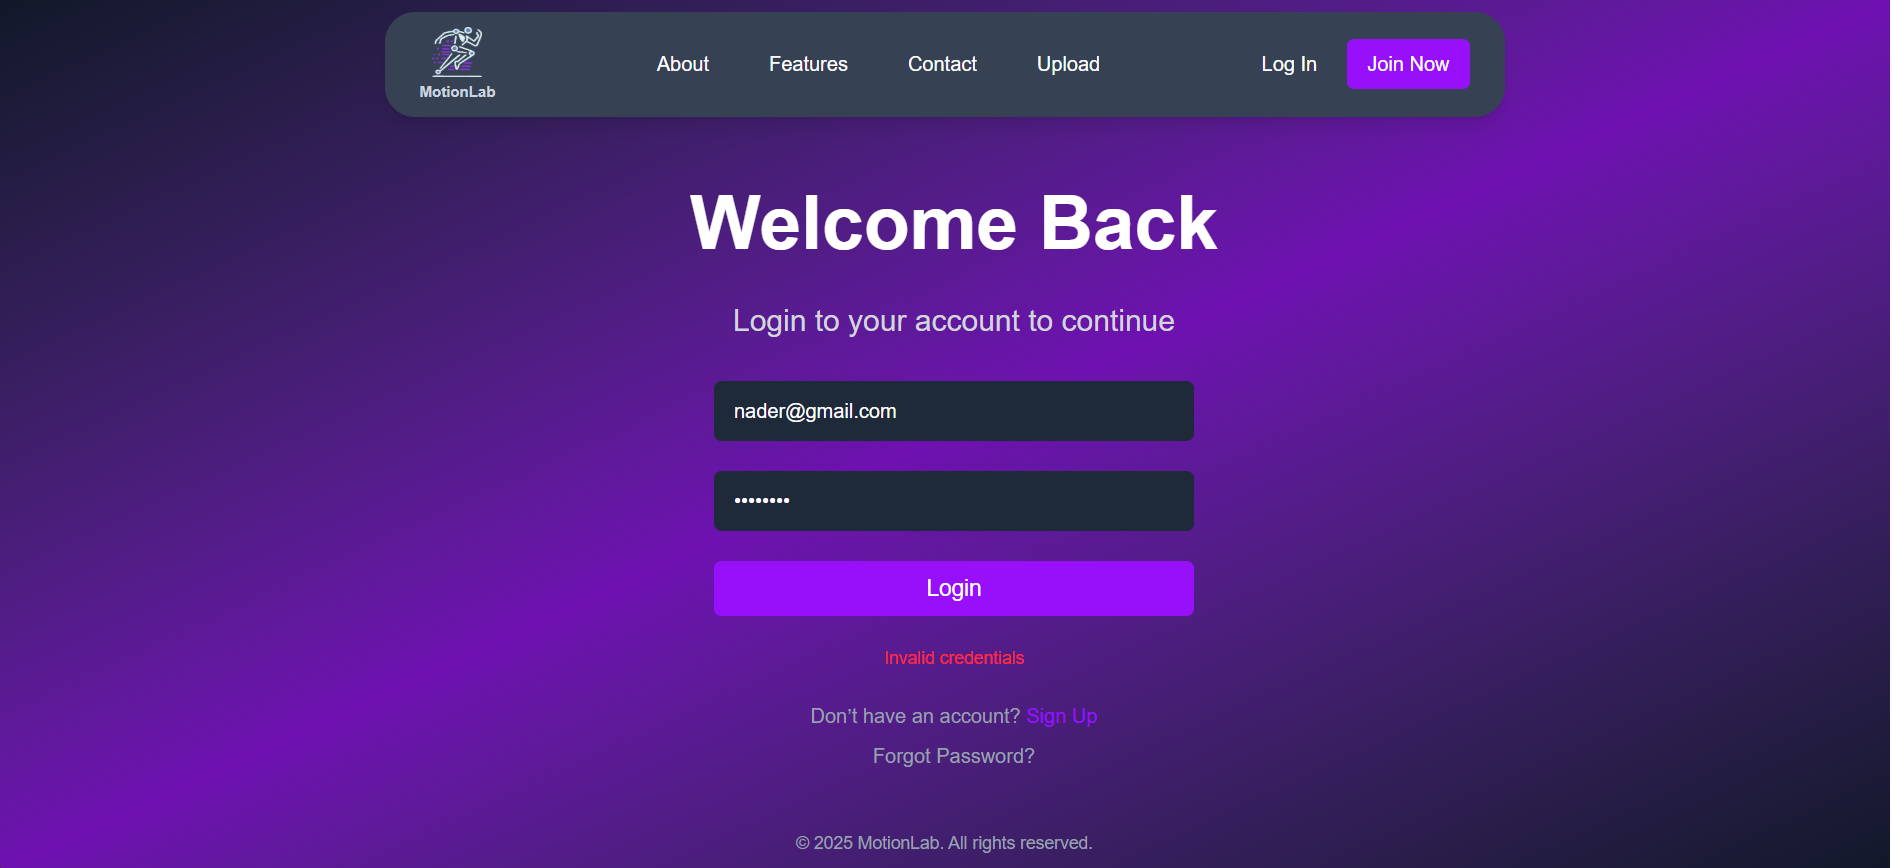 MotionLab
About Features Contact Upload Log In Join Now
Welcome Back
Login to your account to continue
nader@gmail.com
••••••••
Login
Invalid credentials
Don’t have an account? Sign Up
Forgot Password?
© 2025 MotionLab. All rights reserved.